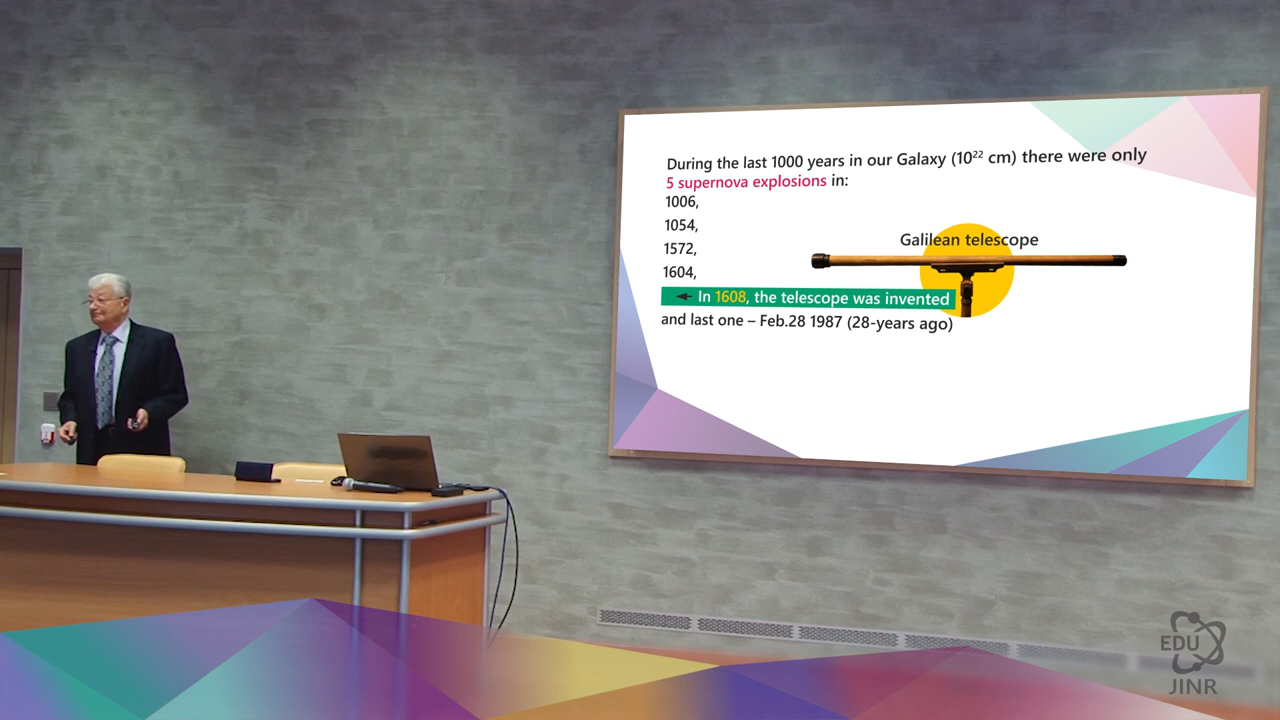 During the last 1000 years in our Galaxy (10²² cm) there were only
5 supernova explosions in:
1006,
1054,
1572,
1604,
Galilean telescope
In 1608, the telescope was invented
and last one – Feb.28 1987 (28-years ago)
EDU
JINR